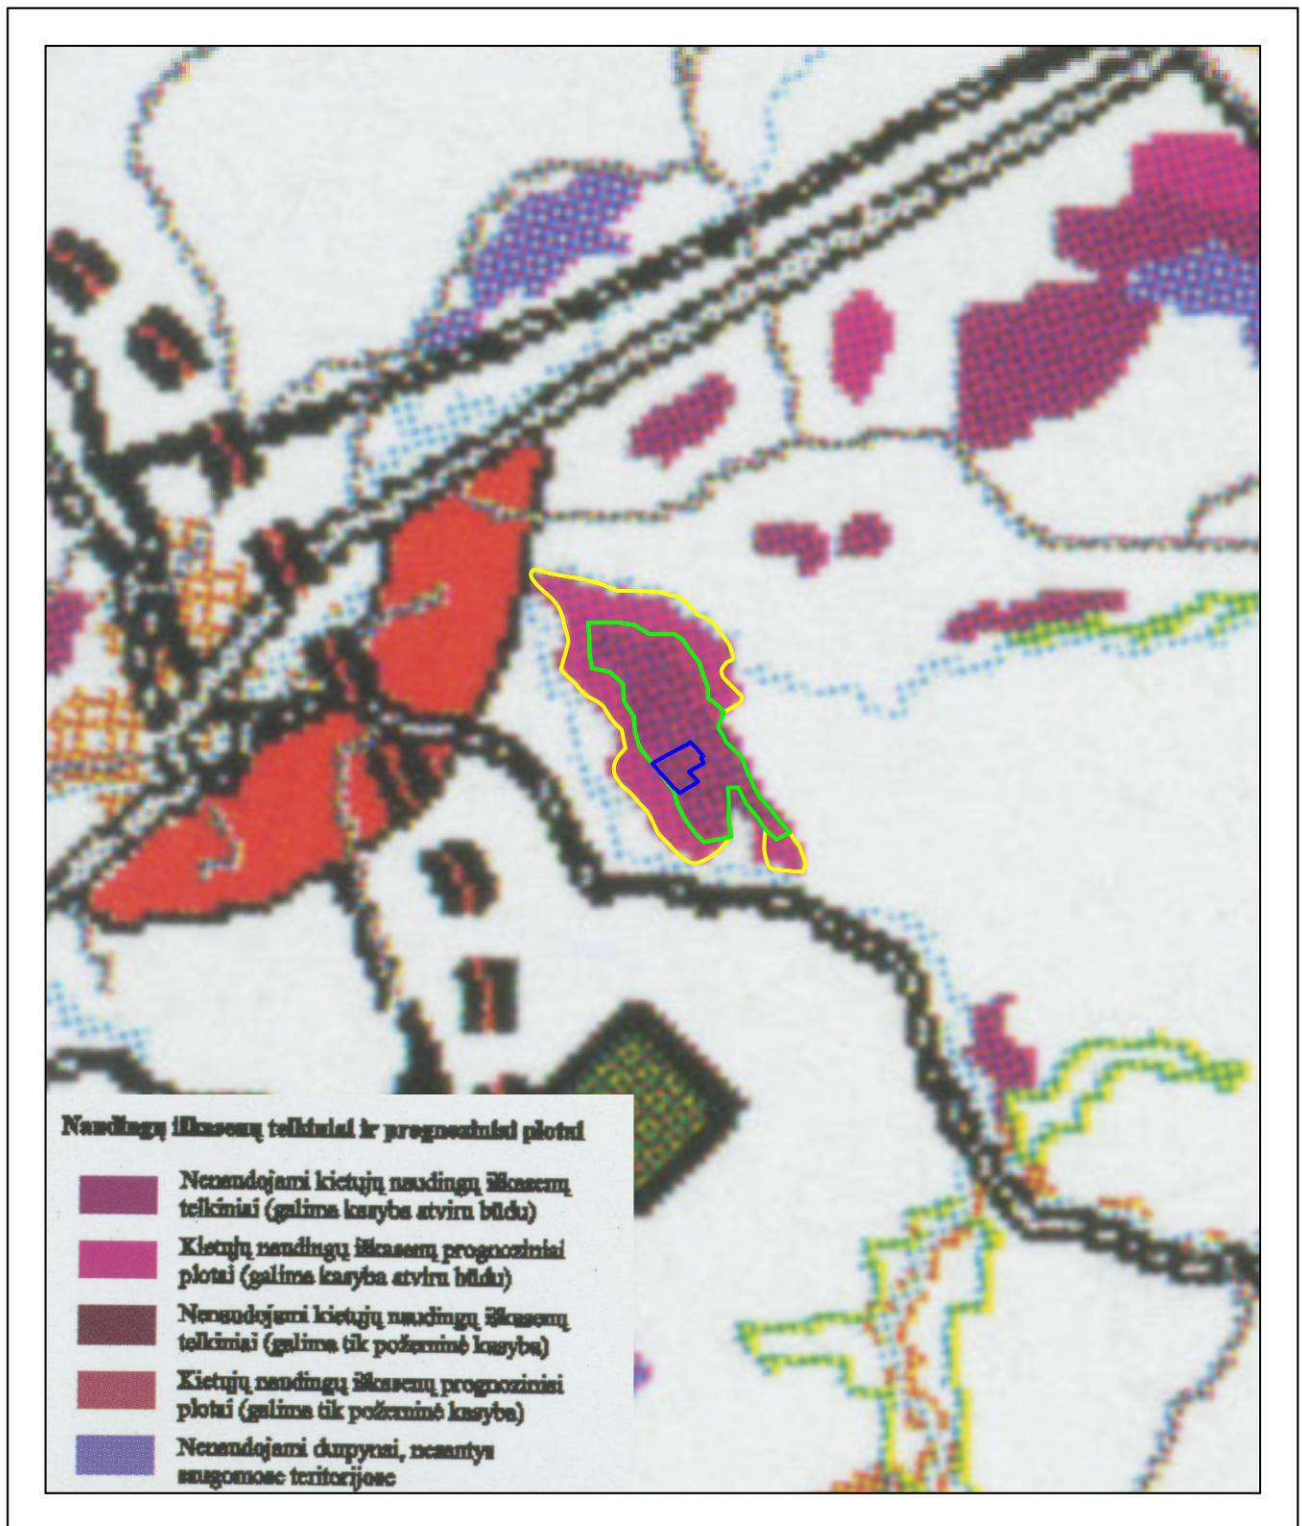 Naudingų iškasenų telkiniai ir prognoziniai plotai
Nenaudojami kietųjų naudingų iškasenų
telkiniai (galima kasyba atviru būdu)
Kietųjų naudingų iškasenų prognoziniai
plotai (galima kasyba atviru būdu)
Nenaudojami kietųjų naudingų iškasenų
telkiniai (galima tik požeminė kasyba)
Kietųjų naudingų iškasenų prognoziniai
plotai (galima tik požeminė kasyba)
Nenaudojami durpynai, nesantys
saugomose teritorijose